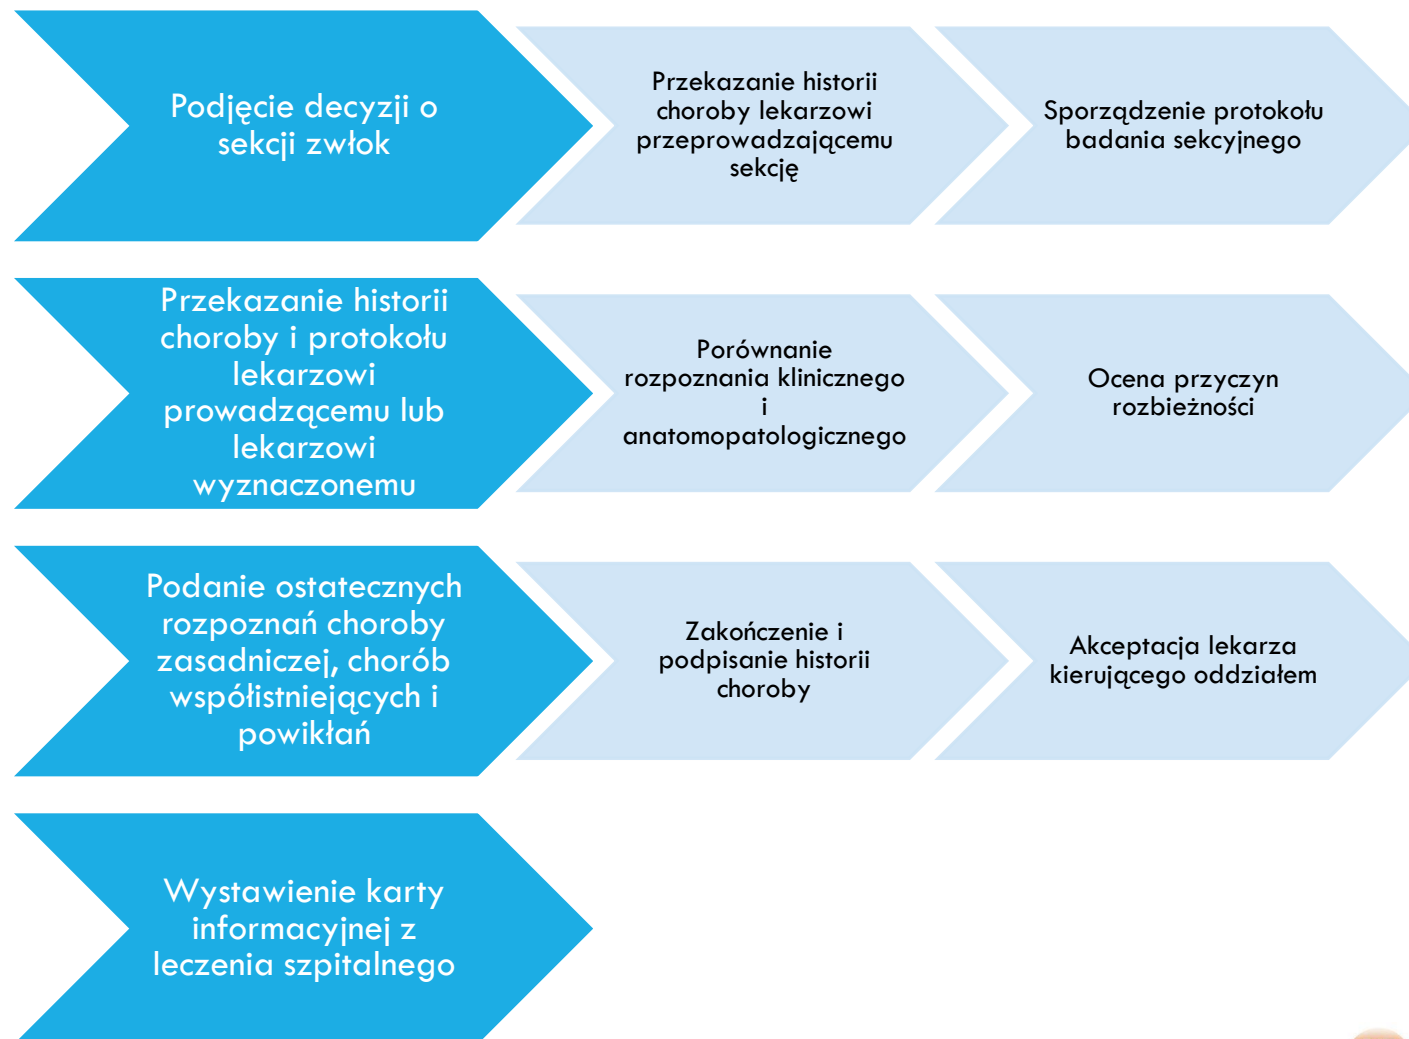 Podjęcie decyzji o
sekcji zwłok
Przekazanie historii
choroby lekarzowi
przeprowadzającemu
sekcję
Sporządzenie protokołu
badania sekcyjnego
Przekazanie historii
choroby i protokołu
lekarzowi
prowadzącemu lub
lekarzowi
wyznaczonemu
Porównanie
rozpoznania klinicznego
i
anatomopatologicznego
Ocena przyczyn
rozbieżności
Podanie ostatecznych
rozpoznań choroby
zasadniczej, chorób
współistniejących i
powikłań
Zakończenie i
podpisanie historii
choroby
Akceptacja lekarza
kierującego oddziałem
Wystawienie karty
informacyjnej z
leczenia szpitalnego